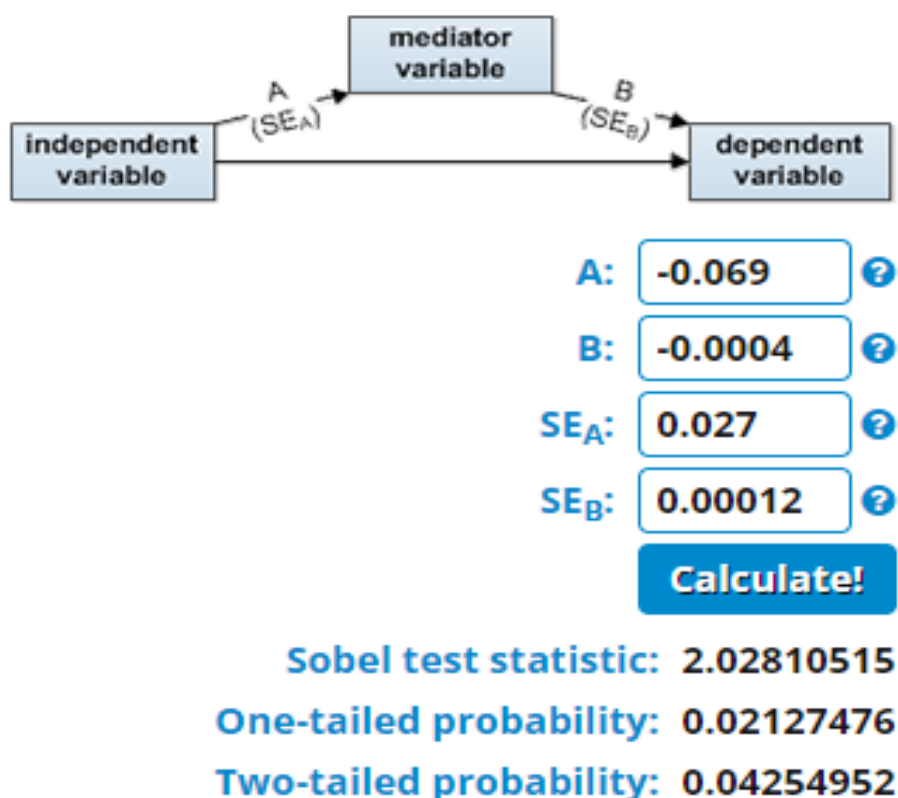 mediator
variable
A
(SEA)
B
(SEB)
independent
variable
dependent
variable
A: -0.069 ?
B: -0.0004 ?
SEA: 0.027 ?
SEB: 0.00012 ?
Calculate!
Sobel test statistic: 2.02810515
One-tailed probability: 0.02127476
Two-tailed probability: 0.04254952